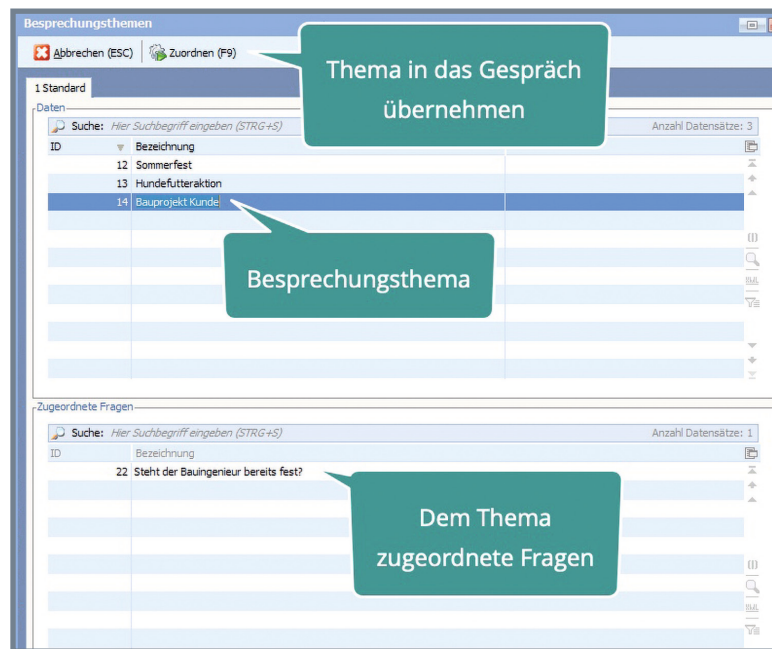 Besprechungsthemen
Abbrechen (ESC) Zuordnen (F9)
Thema in das Gespräch
übernehmen
1 Standard
Daten
Suche: Hier Suchbegriff eingeben (STRG+S) Anzahl Datensätze: 3
ID Bezeichnung
12 Sommerfest
13 Hundefutteraktion
14 Bauprojekt Kunde
Besprechungsthema
Zugeordnete Fragen
Suche: Hier Suchbegriff eingeben (STRG+S) Anzahl Datensätze: 1
ID Bezeichnung
22 Steht der Bauingenieur bereits fest?
Dem Thema
zugeordnete Fragen